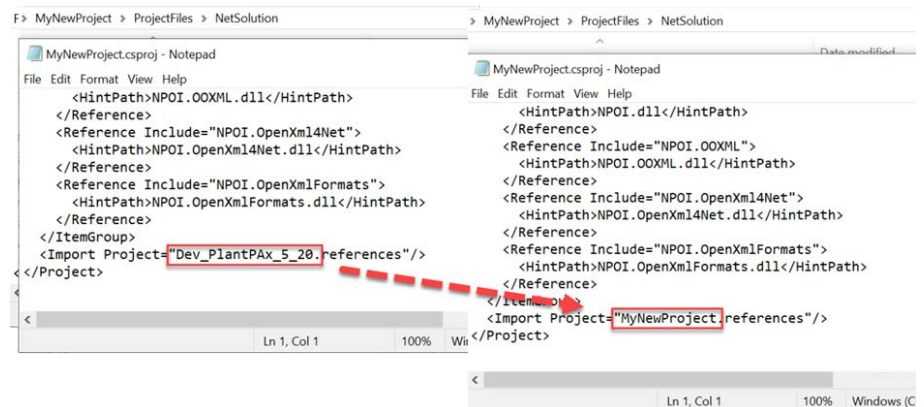 > MyNewProject > ProjectFiles > NetSolution
MyNewProject.csproj - Notepad
File Edit Format View Help
<HintPath>NPOI.OOXML.dll</HintPath>
</Reference>
<Reference Include="NPOI.OpenXml4Net">
<HintPath>NPOI.OpenXml4Net.dll</HintPath>
</Reference>
<Reference Include="NPOI.OpenXmlFormats">
<HintPath>NPOI.OpenXmlFormats.dll</HintPath>
</Reference>
</ItemGroup>
<Import Project="Dev_PlantPAx_5_20.references"/>
</Project>
Ln 1, Col 1 100%
> MyNewProject > ProjectFiles > NetSolution
Date modified
MyNewProject.csproj - Notepad
File Edit Format View Help
<HintPath>NPOI.dll</HintPath>
</Reference>
<Reference Include="NPOI.OOXML">
<HintPath>NPOI.OOXML.dll</HintPath>
</Reference>
<Reference Include="NPOI.OpenXml4Net">
<HintPath>NPOI.OpenXml4Net.dll</HintPath>
</Reference>
<Reference Include="NPOI.OpenXmlFormats">
<HintPath>NPOI.OpenXmlFormats.dll</HintPath>
</Reference>
</ItemGroup>
<Import Project="MyNewProject.references"/>
</Project>
Ln 1, Col 1 100% Windows (C